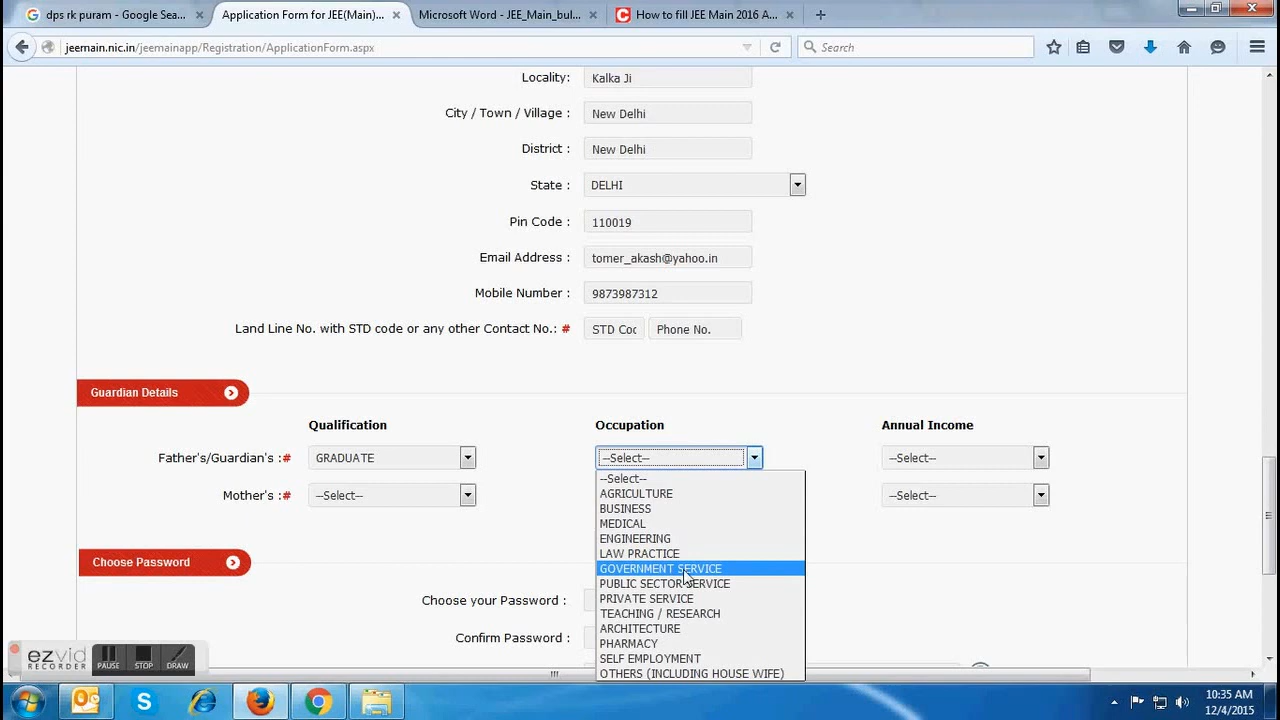 dps rk puram - Google Sea...
Application Form for JEE(Main)...
Microsoft Word - JEE_Main_bul...
How to fill JEE Main 2016 A...
jeemain.nic.in/jeemainapp/Registration/ApplicationForm.aspx
Search
Locality:
Kalka Ji
City / Town / Village :
New Delhi
District :
New Delhi
State :
DELHI
Pin Code :
110019
Email Address :
tomer_akash@yahoo.in
Mobile Number :
9873987312
Land Line No. with STD code or any other Contact No.: #
STD Coc
Phone No.
Guardian Details
Qualification
Occupation
Annual Income
Father's/Guardian's :#
GRADUATE
--Select--
--Select--
Mother's :#
--Select--
--Select--
--Select--
AGRICULTURE
BUSINESS
MEDICAL
ENGINEERING
LAW PRACTICE
GOVERNMENT SERVICE
PUBLIC SECTOR SERVICE
PRIVATE SERVICE
TEACHING / RESEARCH
ARCHITECTURE
PHARMACY
SELF EMPLOYMENT
OTHERS (INCLUDING HOUSE WIFE)
Choose Password
Choose your Password :
Confirm Password :
ezvid
RECORDER
PAUSE
STOP
DRAW
10:35 AM
12/4/2015